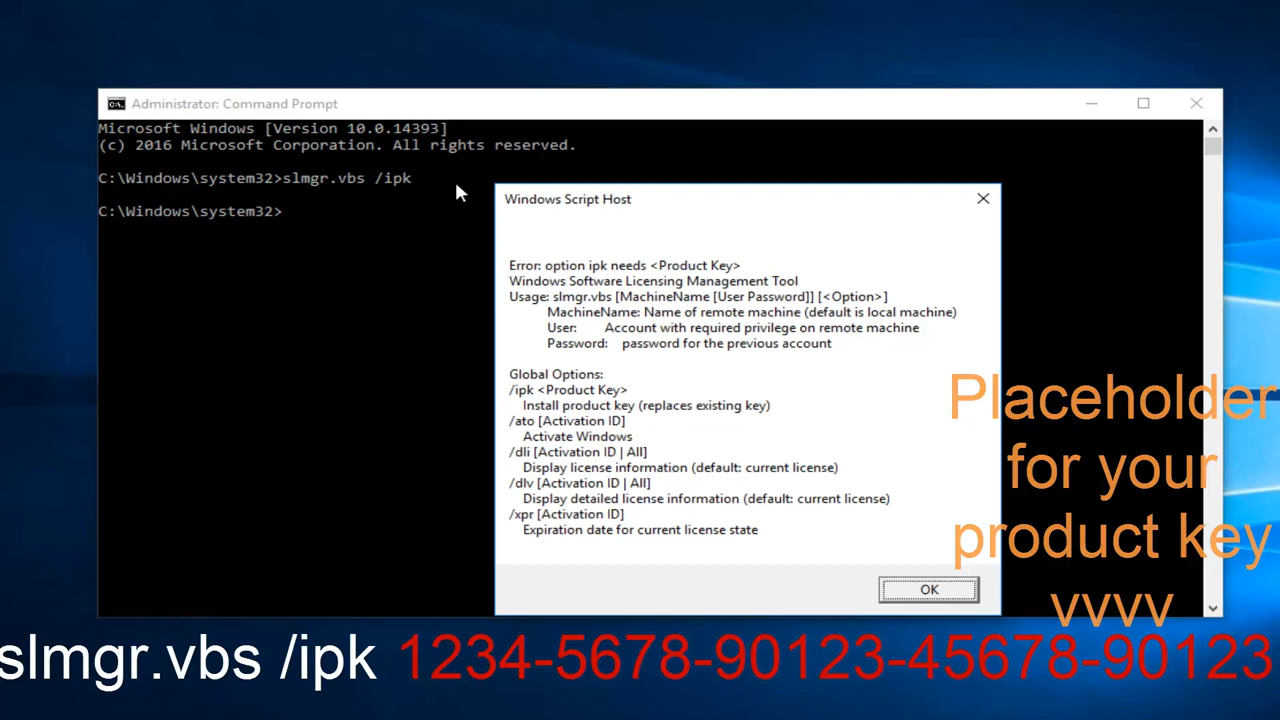 Administrator: Command Prompt
Microsoft Windows [Version 10.0.14393]
(c) 2016 Microsoft Corporation. All rights reserved.
C:\Windows\system32>slmgr.vbs /ipk
C:\Windows\system32>
Windows Script Host
Error: option ipk needs <Product Key>
Windows Software Licensing Management Tool
Usage: slmgr.vbs [MachineName [User Password]] [<Option>]
MachineName: Name of remote machine (default is local machine)
User: Account with required privilege on remote machine
Password: password for the previous account
Global Options:
/ipk <Product Key>
Install product key (replaces existing key)
/ato [Activation ID]
Activate Windows
/dli [Activation ID | All]
Display license information (default: current license)
/dlv [Activation ID | All]
Display detailed license information (default: current license)
/xpr [Activation ID]
Expiration date for current license state
OK
Placeholder
for your
product key
vvvv
slmgr.vbs /ipk 1234-5678-90123-45678-90123